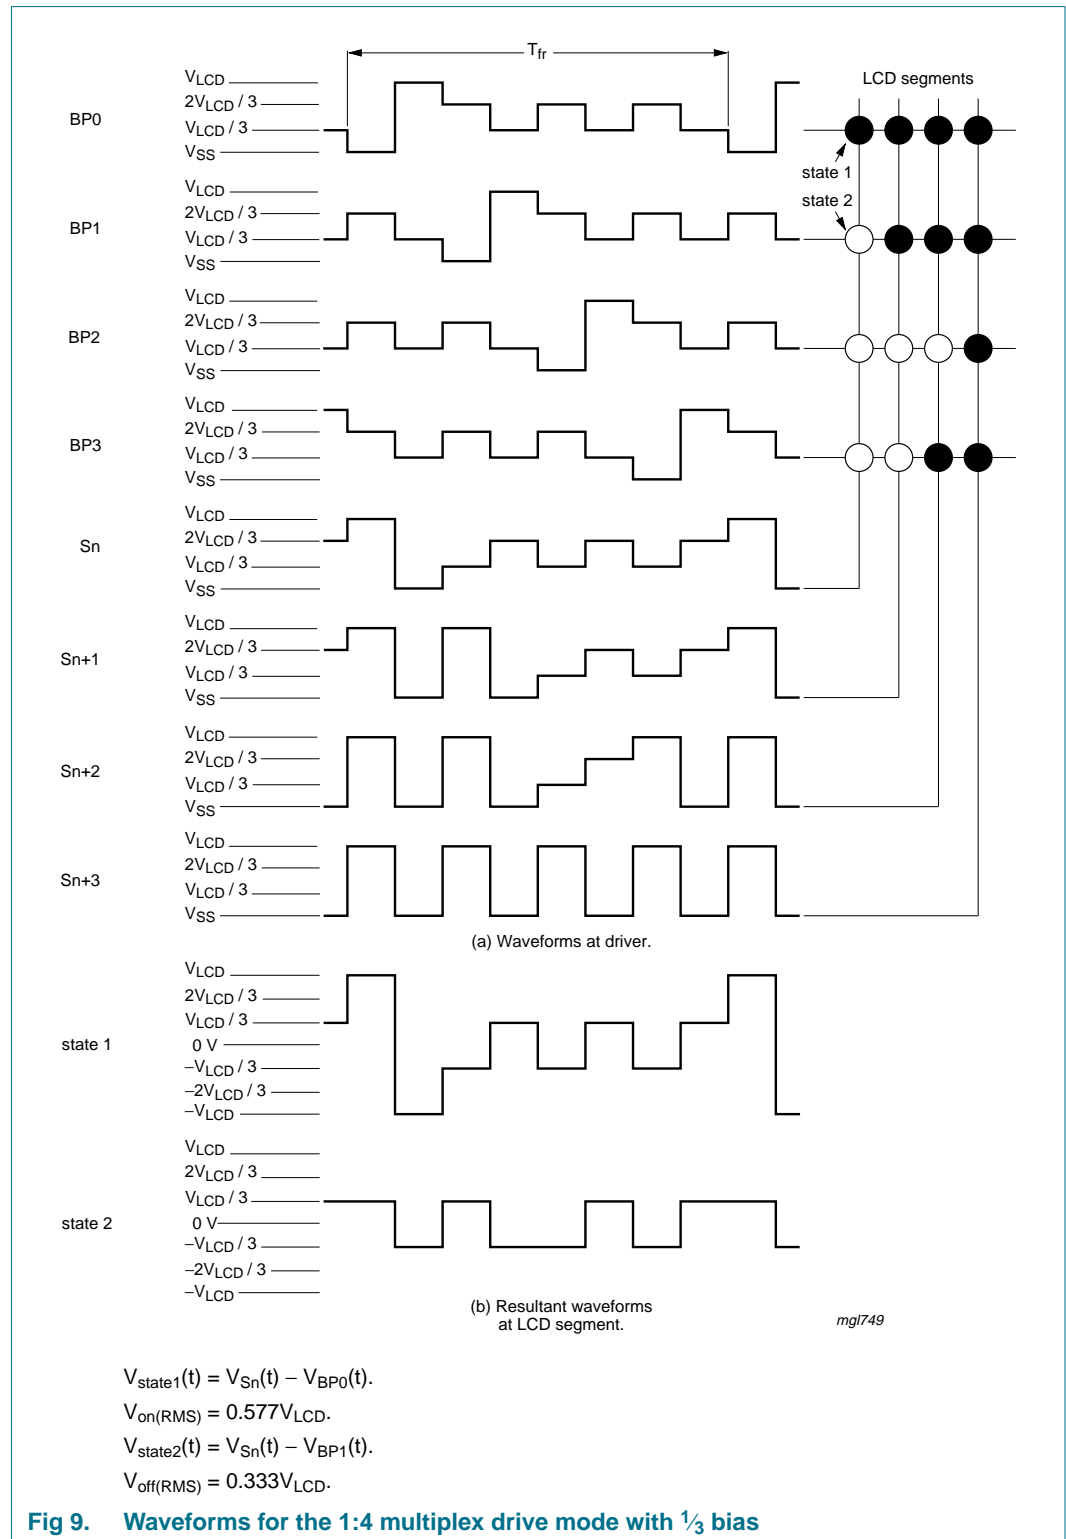 Tfr
LCD segments
BP0
VLCD
2VLCD / 3
VLCD / 3
VSS
state 1
state 2
BP1
VLCD
2VLCD / 3
VLCD / 3
VSS
BP2
VLCD
2VLCD / 3
VLCD / 3
VSS
BP3
VLCD
2VLCD / 3
VLCD / 3
VSS
Sn
VLCD
2VLCD / 3
VLCD / 3
VSS
Sn+1
VLCD
2VLCD / 3
VLCD / 3
VSS
Sn+2
VLCD
2VLCD / 3
VLCD / 3
VSS
Sn+3
VLCD
2VLCD / 3
VLCD / 3
VSS
(a) Waveforms at driver.
state 1
VLCD
2VLCD / 3
VLCD / 3
0 V
−VLCD / 3
−2VLCD / 3
−VLCD
state 2
VLCD
2VLCD / 3
VLCD / 3
0 V
−VLCD / 3
−2VLCD / 3
−VLCD
(b) Resultant waveforms
at LCD segment.
mgl749
Vstate1(t) = VSn(t) − VBP0(t).
Von(RMS) = 0.577VLCD.
Vstate2(t) = VSn(t) − VBP1(t).
Voff(RMS) = 0.333VLCD.
Fig 9. Waveforms for the 1:4 multiplex drive mode with 1⁄3 bias